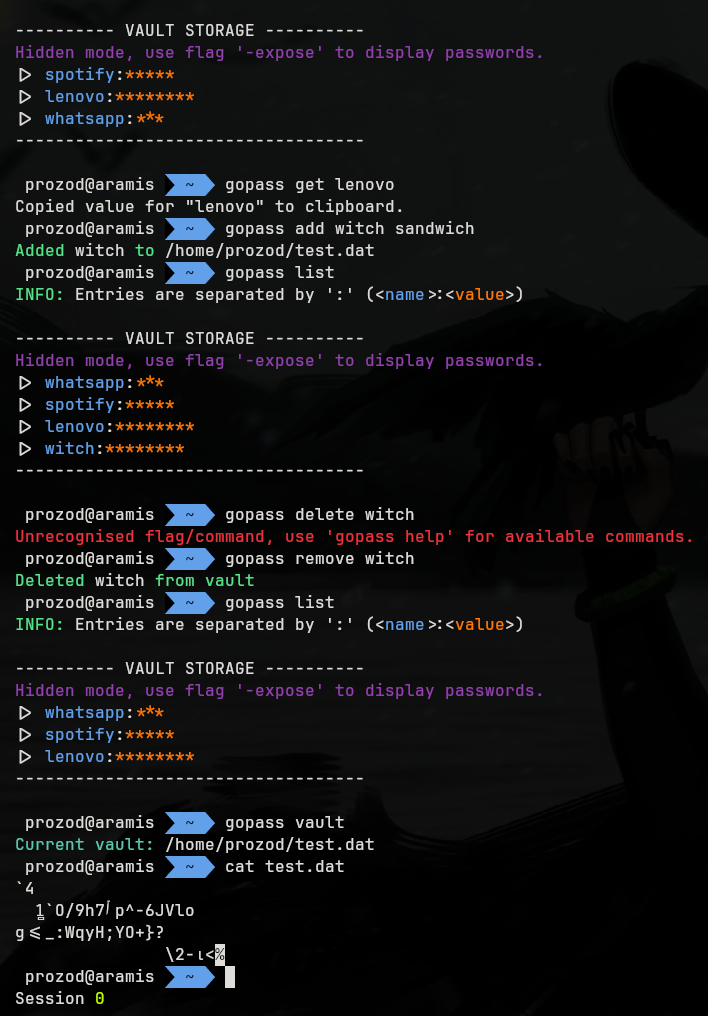 ---------- VAULT STORAGE ----------
Hidden mode, use flag '-expose' to display passwords.
▷ spotify:*****
▷ lenovo:********
▷ whatsapp:***
-----------------------------------
prozod@aramis ~ gopass get lenovo
Copied value for "lenovo" to clipboard.
prozod@aramis ~ gopass add witch sandwich
Added witch to /home/prozod/test.dat
prozod@aramis ~ gopass list
INFO: Entries are separated by ':' (<name>:<value>)
---------- VAULT STORAGE ----------
Hidden mode, use flag '-expose' to display passwords.
▷ whatsapp:***
▷ spotify:*****
▷ lenovo:********
▷ witch:********
-----------------------------------
prozod@aramis ~ gopass delete witch
Unrecognised flag/command, use 'gopass help' for available commands.
prozod@aramis ~ gopass remove witch
Deleted witch from vault
prozod@aramis ~ gopass list
INFO: Entries are separated by ':' (<name>:<value>)
---------- VAULT STORAGE ----------
Hidden mode, use flag '-expose' to display passwords.
▷ whatsapp:***
▷ spotify:*****
▷ lenovo:********
-----------------------------------
prozod@aramis ~ gopass vault
Current vault: /home/prozod/test.dat
prozod@aramis ~ cat test.dat
`4
`O/9h7 p^-6JVlo
g<=_:WqyH;YO+}?
\2-ι<%
prozod@aramis ~
Session 0